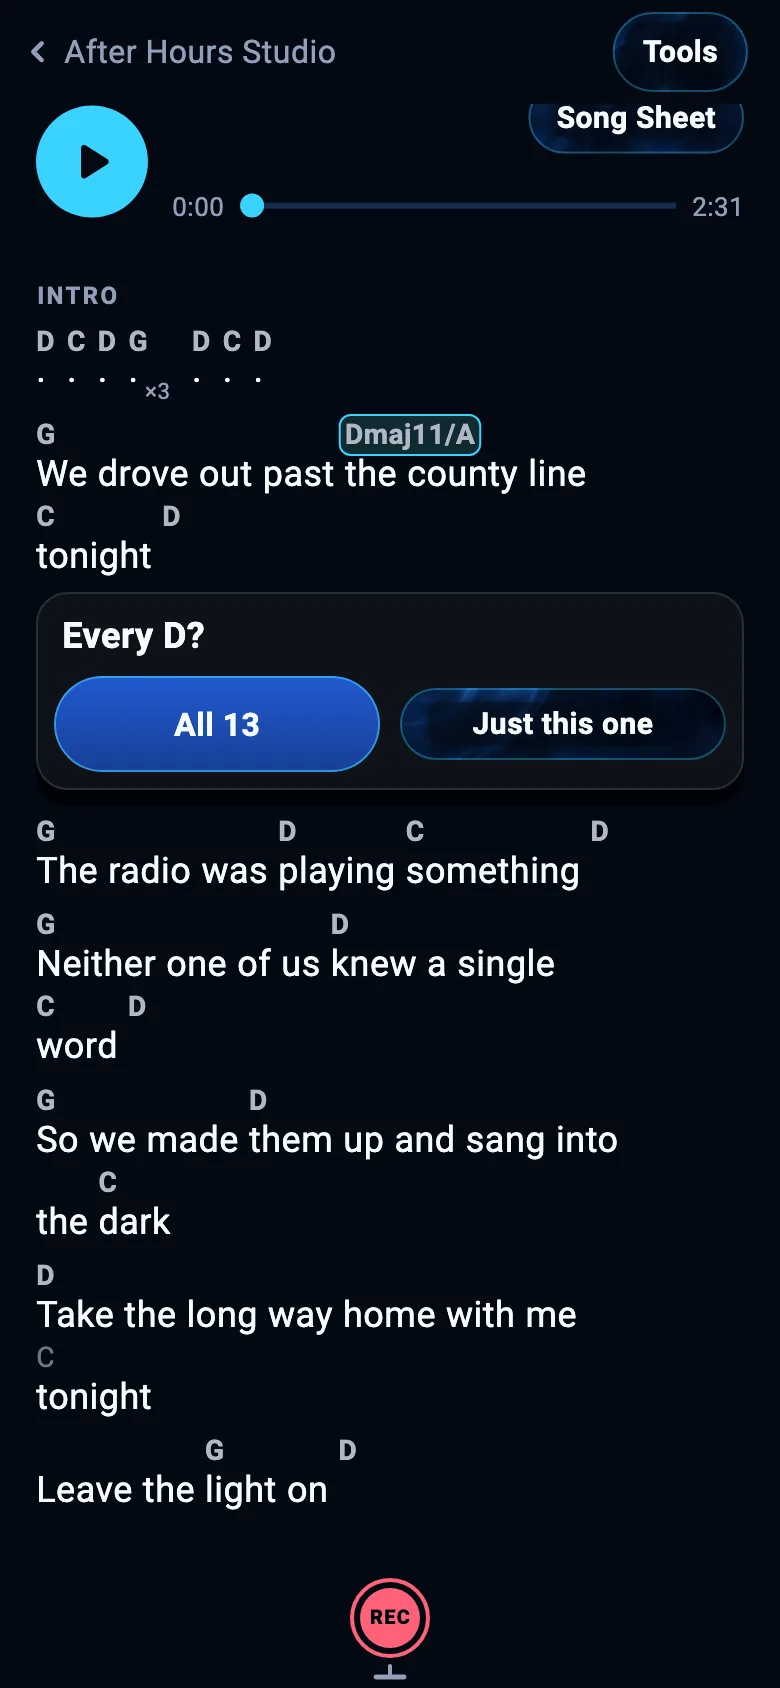 After Hours Studio
Tools
Song Sheet
0:00 2:31
INTRO
D C D G D C D
. . . . ×3 . . .
G Dmaj11/A
We drove out past the county line
C D
tonight
Every D?
All 13 Just this one
G D C D
The radio was playing something
G D
Neither one of us knew a single
C D
word
G D
So we made them up and sang into
C
the dark
D
Take the long way home with me
C
tonight
G D
Leave the light on
REC